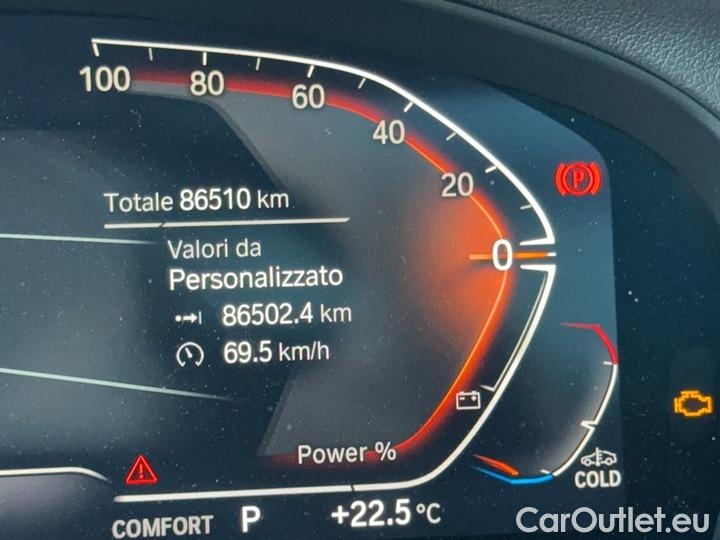 100 80 60 40 20 0
Totale 86510 km
Valori da
Personalizzato
86502.4 km
69.5 km/h
Power %
P
COLD
COMFORT P +22.5 °C
CarOutlet.eu